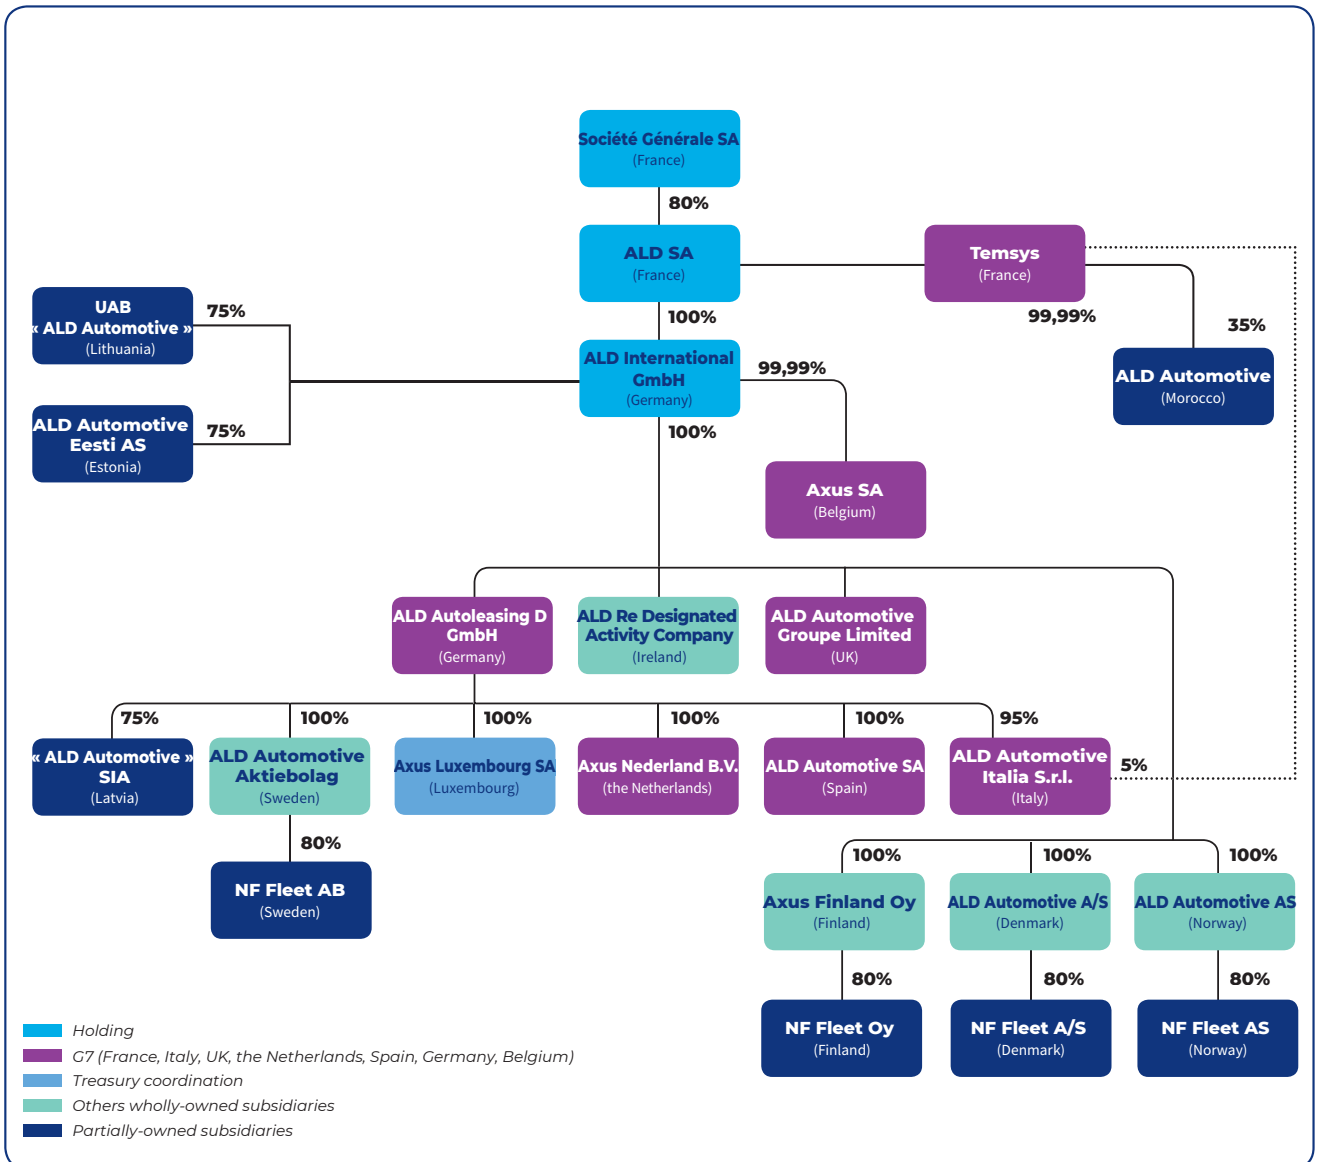 Société Générale SA
(France)
80%
ALD SA
(France)
Temsys
(France)
99,99%
35%
ALD Automotive
(Morocco)
100%
UAB
« ALD Automotive »
(Lithuania)
75%
ALD Automotive
Eesti AS
(Estonia)
75%
ALD International
GmbH
(Germany)
99,99%
100%
Axus SA
(Belgium)
ALD Autoleasing D
GmbH
(Germany)
ALD Re Designated
Activity Company
(Ireland)
ALD Automotive
Groupe Limited
(UK)
75%
100%
100%
100%
100%
95%
« ALD Automotive »
SIA
(Latvia)
ALD Automotive
Aktiebolag
(Sweden)
Axus Luxembourg SA
(Luxembourg)
Axus Nederland B.V.
(the Netherlands)
ALD Automotive SA
(Spain)
ALD Automotive
Italia S.r.l.
(Italy)
5%
80%
NF Fleet AB
(Sweden)
100%
100%
100%
Axus Finland Oy
(Finland)
ALD Automotive A/S
(Denmark)
ALD Automotive AS
(Norway)
80%
80%
80%
NF Fleet Oy
(Finland)
NF Fleet A/S
(Denmark)
NF Fleet AS
(Norway)
Holding
G7 (France, Italy, UK, the Netherlands, Spain, Germany, Belgium)
Treasury coordination
Others wholly-owned subsidiaries
Partially-owned subsidiaries